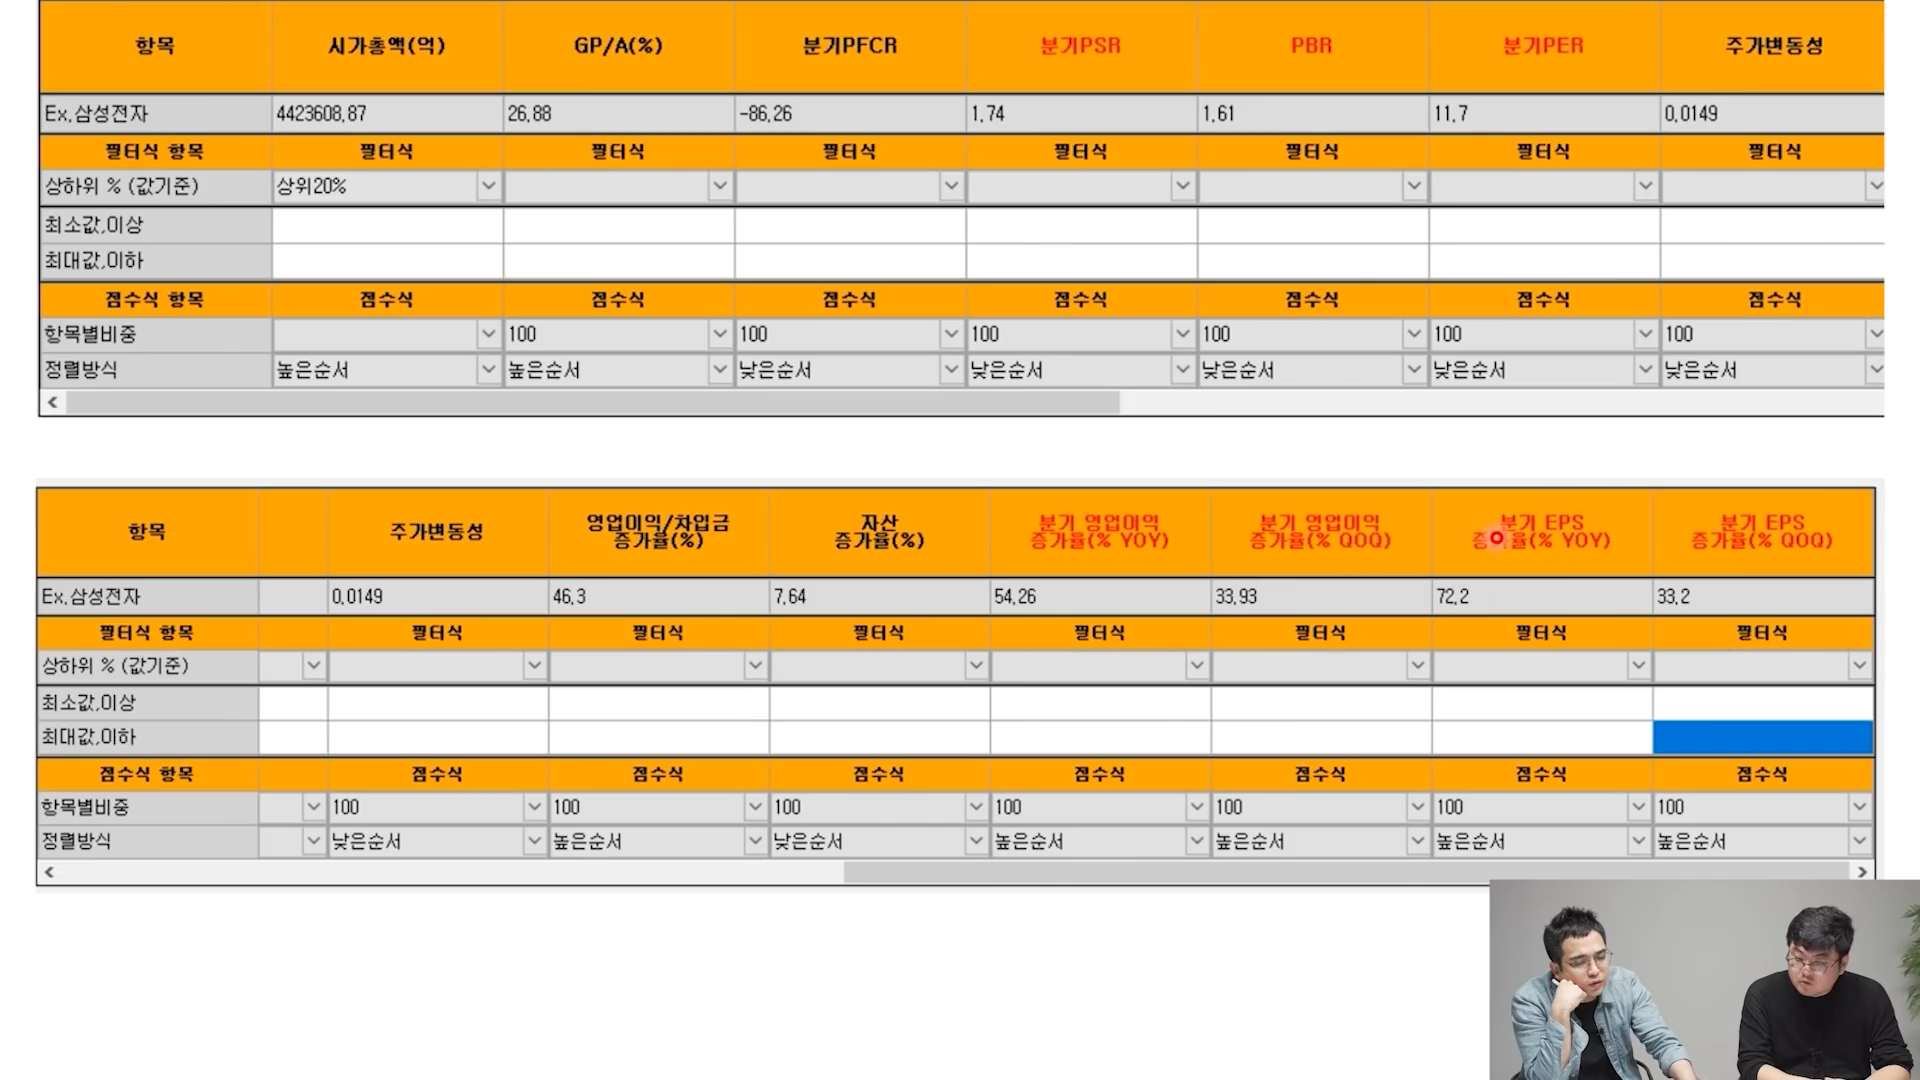 항목 시가총액(억) GP/A(%) 분기PFCR 분기PSR PBR 분기PER 주가변동성
Ex.삼성전자 4423608.87 26.88 -86.26 1.74 1.61 11.7 0.0149
필터식 항목 필터식 필터식 필터식 필터식 필터식 필터식 필터식
상하위 % (값기준) 상위20%
최소값,이상
최대값,이하
점수식 항목 점수식 점수식 점수식 점수식 점수식 점수식 점수식
항목별비중 100 100 100 100 100 100
정렬방식 높은순서 높은순서 낮은순서 낮은순서 낮은순서 낮은순서 낮은순서
항목 주가변동성 영업이익/차입금 증가율(%) 자산 증가율(%) 분기 영업이익 증가율(% YOY) 분기 영업이익 증가율(% QOQ) 분기 EPS 증가율(% YOY) 분기 EPS 증가율(% QOQ)
Ex.삼성전자 0.0149 46.3 7.64 54.26 33.93 72.2 33.2
필터식 항목 필터식 필터식 필터식 필터식 필터식 필터식 필터식
상하위 % (값기준)
최소값,이상
최대값,이하
점수식 항목 점수식 점수식 점수식 점수식 점수식 점수식 점수식
항목별비중 100 100 100 100 100 100 100
정렬방식 낮은순서 높은순서 낮은순서 높은순서 높은순서 높은순서 높은순서